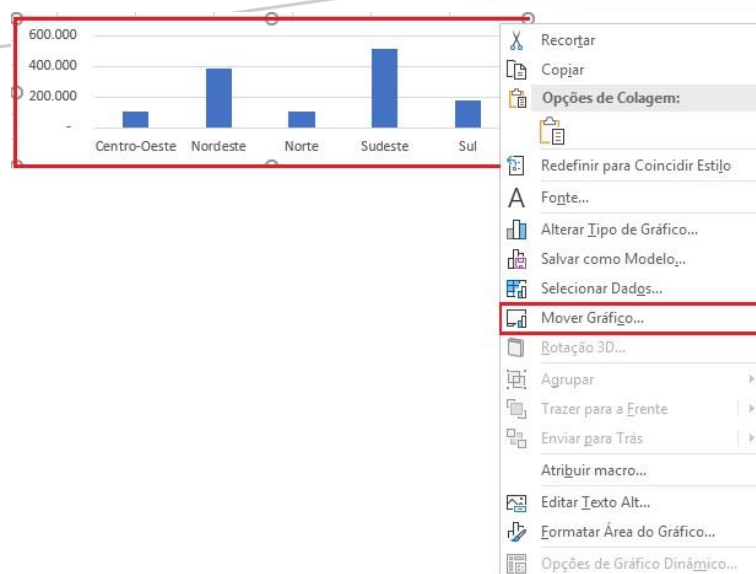 600.000
400.000
200.000
-
Centro-Oeste Nordeste Norte Sudeste Sul
Recortar
Copiar
Opções de Colagem:
Redefinir para Coincidir Estilo
A Fonte...
Alterar Tipo de Gráfico...
Salvar como Modelo...
Selecionar Dados...
Mover Gráfico...
Rotação 3D...
Agrupar
Trazer para a Frente
Enviar para Trás
Atribuir macro...
Editar Texto Alt...
Formatar Área do Gráfico...
Opções de Gráfico Dinâmico...